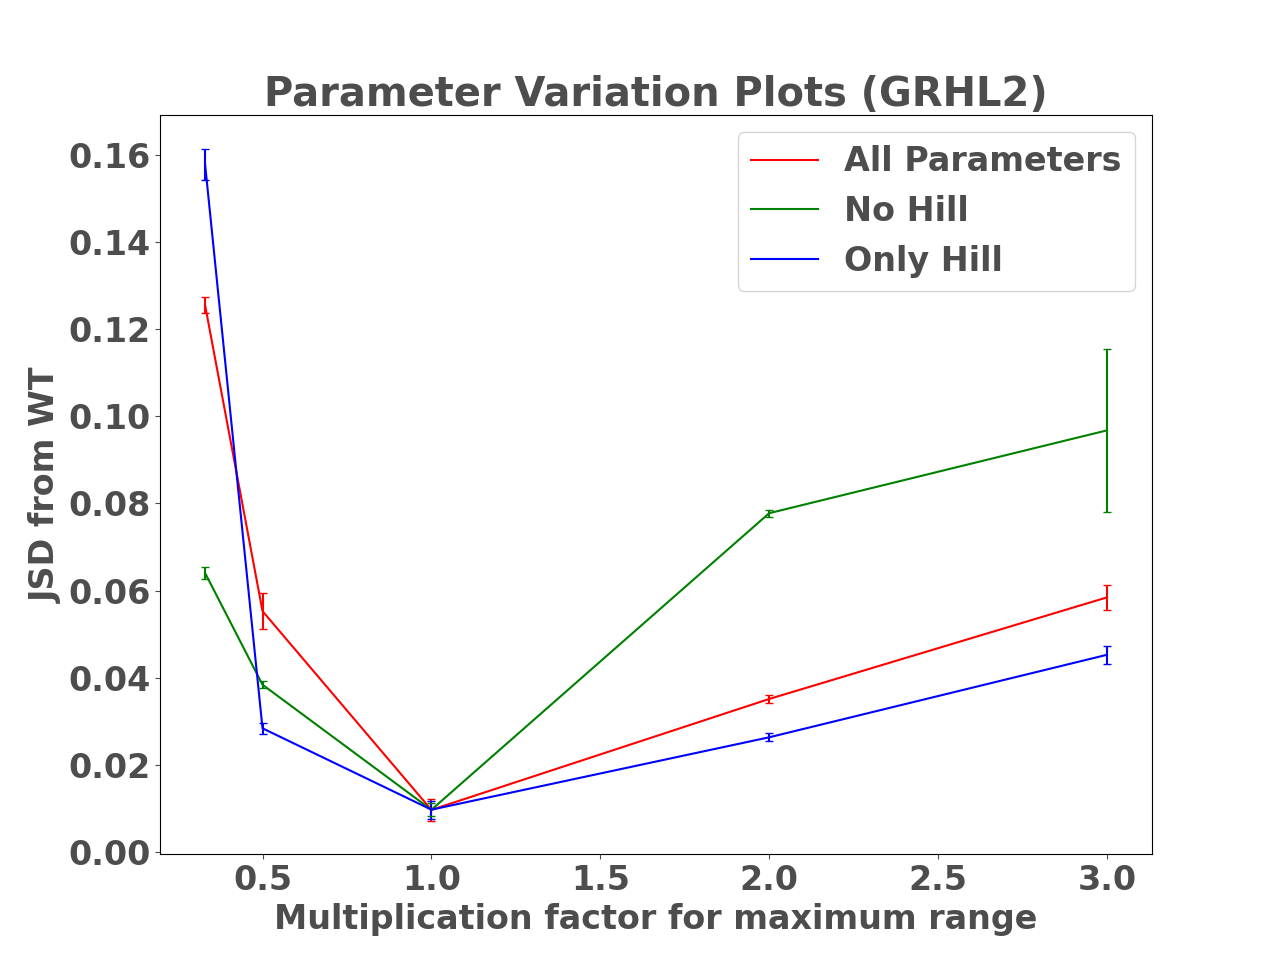 Parameter Variation Plots (GRHL2)
All Parameters
No Hill
Only Hill
JSD from WT
0.16
0.14
0.12
0.10
0.08
0.06
0.04
0.02
0.00
0.5 1.0 1.5 2.0 2.5 3.0
Multiplication factor for maximum range